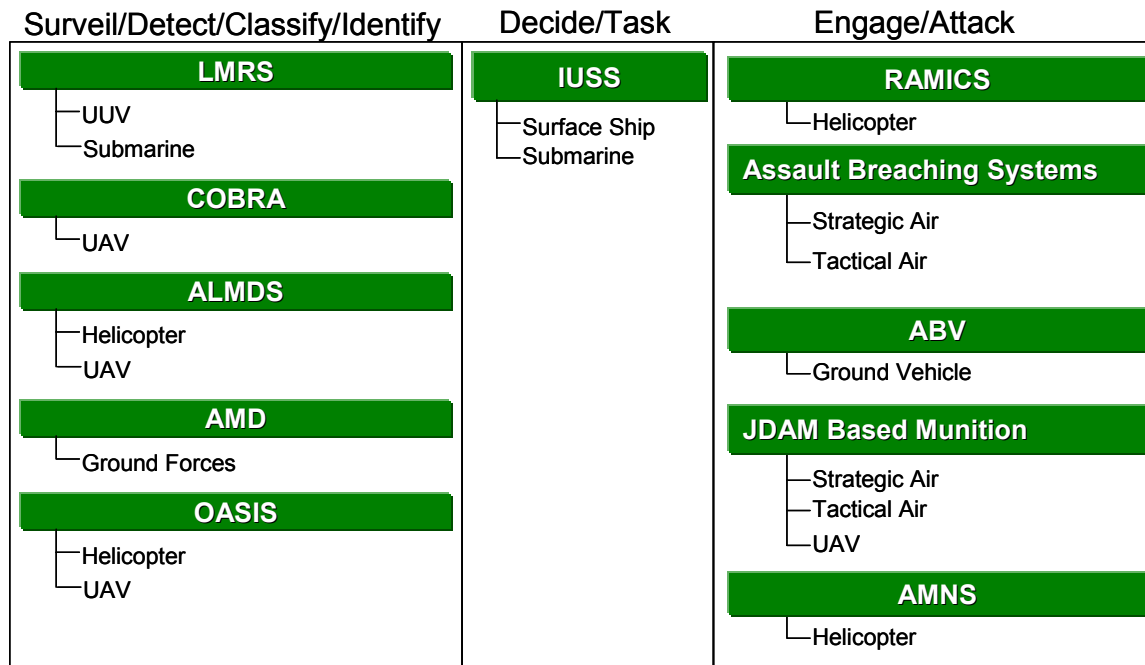 Surveil/Detect/Classify/Identify
Decide/Task
Engage/Attack
LMRS
UUV
Submarine
COBRA
UAV
ALMDS
Helicopter
UAV
AMD
Ground Forces
OASIS
Helicopter
UAV
IUSS
Surface Ship
Submarine
RAMICS
Helicopter
Assault Breaching Systems
Strategic Air
Tactical Air
ABV
Ground Vehicle
JDAM Based Munition
Strategic Air
Tactical Air
UAV
AMNS
Helicopter